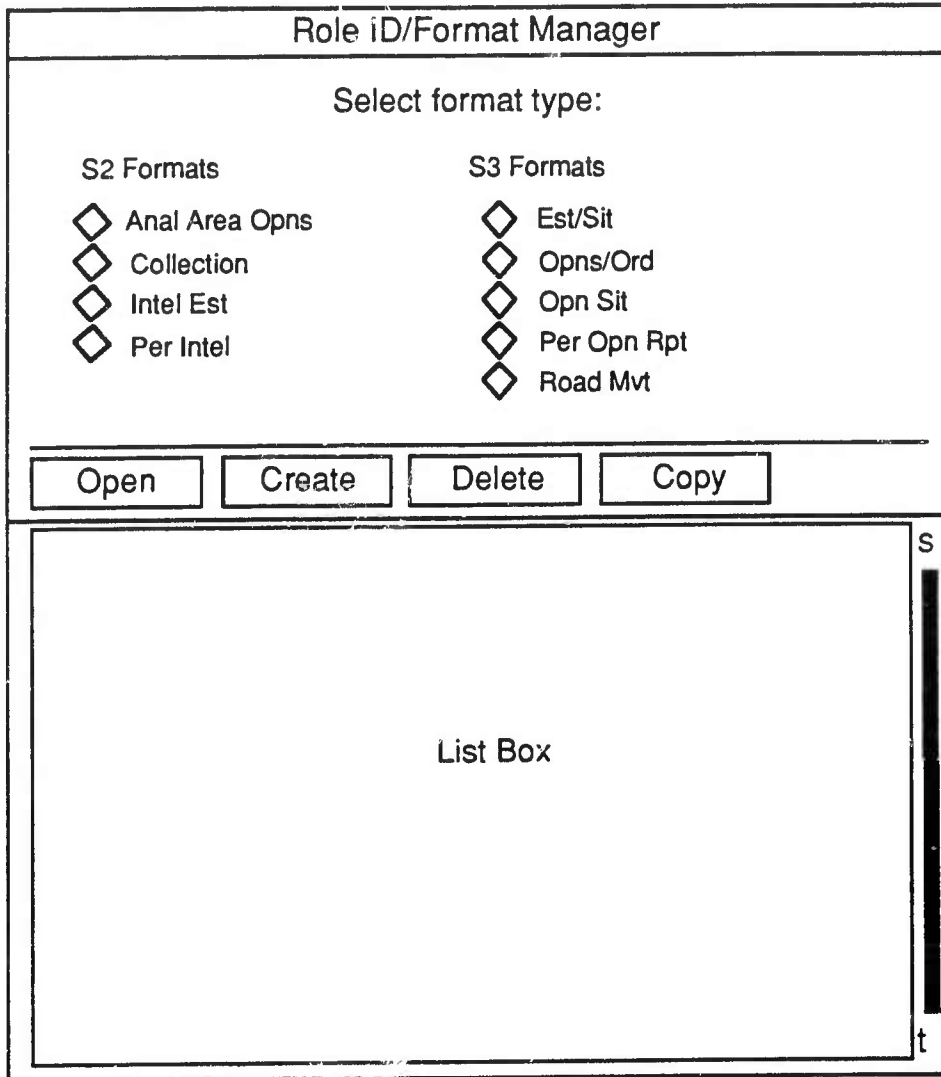 Role iD/Format Manager
Select format type:
S2 Formats
Anal Area Opns
Collection
Intel Est
Per Intel
S3 Formats
Est/Sit
Opns/Ord
Opn Sit
Per Opn Rpt
Road Mvt
Open Create Delete Copy
s
List Box
t